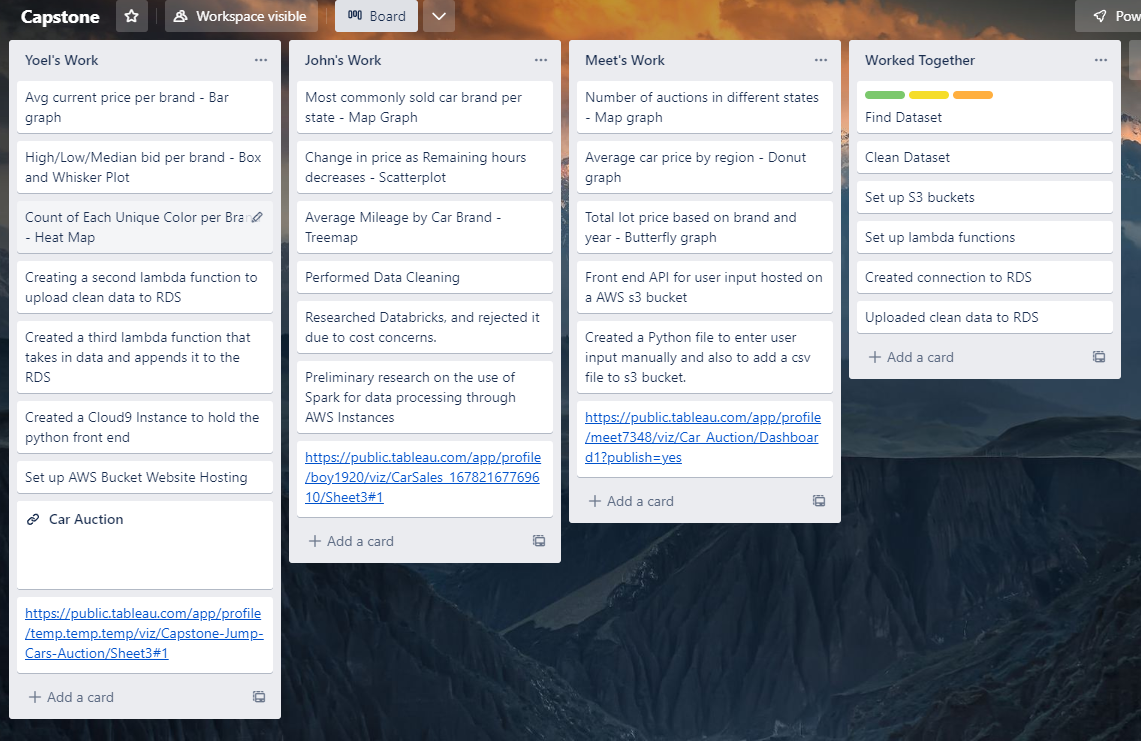 Capstone
Workspace visible
Board
Yoel's Work
Avg current price per brand - Bar
graph
High/Low/Median bid per brand - Box
and Whisker Plot
Count of Each Unique Color per
- Heat Map
Creating a second lambda function to
upload clean data to RDS
Created a third lambda function that
takes in data and appends it to the
RDS
Created a Cloud9 Instance to hold the
python front end
Set up AWS Bucket Website Hosting
Car Auction
https://public.tableau.com/app/profile
/temp.temp.temp/viz/Capstone-Jump-
Cars-Auction/Sheet3#1
+ Add a card
John's Work
Most commonly sold car brand per
state - Map Graph
Change in price as Remaining hours
decreases - Scatterplot
Average Mileage by Car Brand -
Treemap
Performed Data Cleaning
Researched Databricks, and rejected it
due to cost concerns.
Preliminary research on the use of
Spark for data processing through
AWS Instances
https://public.tableau.com/app/profile
/boy1920/viz/CarSales_167821677696
10/Sheet3#1
+ Add a card
Meet's Work
Number of auctions in different states
- Map graph
Average car price by region - Donut
graph
Total lot price based on brand and
year - Butterfly graph
Front end API for user input hosted on
a AWS s3 bucket
Created a Python file to enter user
input manually and also to add a csv
file to s3 bucket.
https://public.tableau.com/app/profile
/meet7348/viz/Car_Auction/Dashboar
d1?publish=yes
+ Add a card
Worked Together
Find Dataset
Clean Dataset
Set up S3 buckets
Set up lambda functions
Created connection to RDS
Uploaded clean data to RDS
+ Add a card